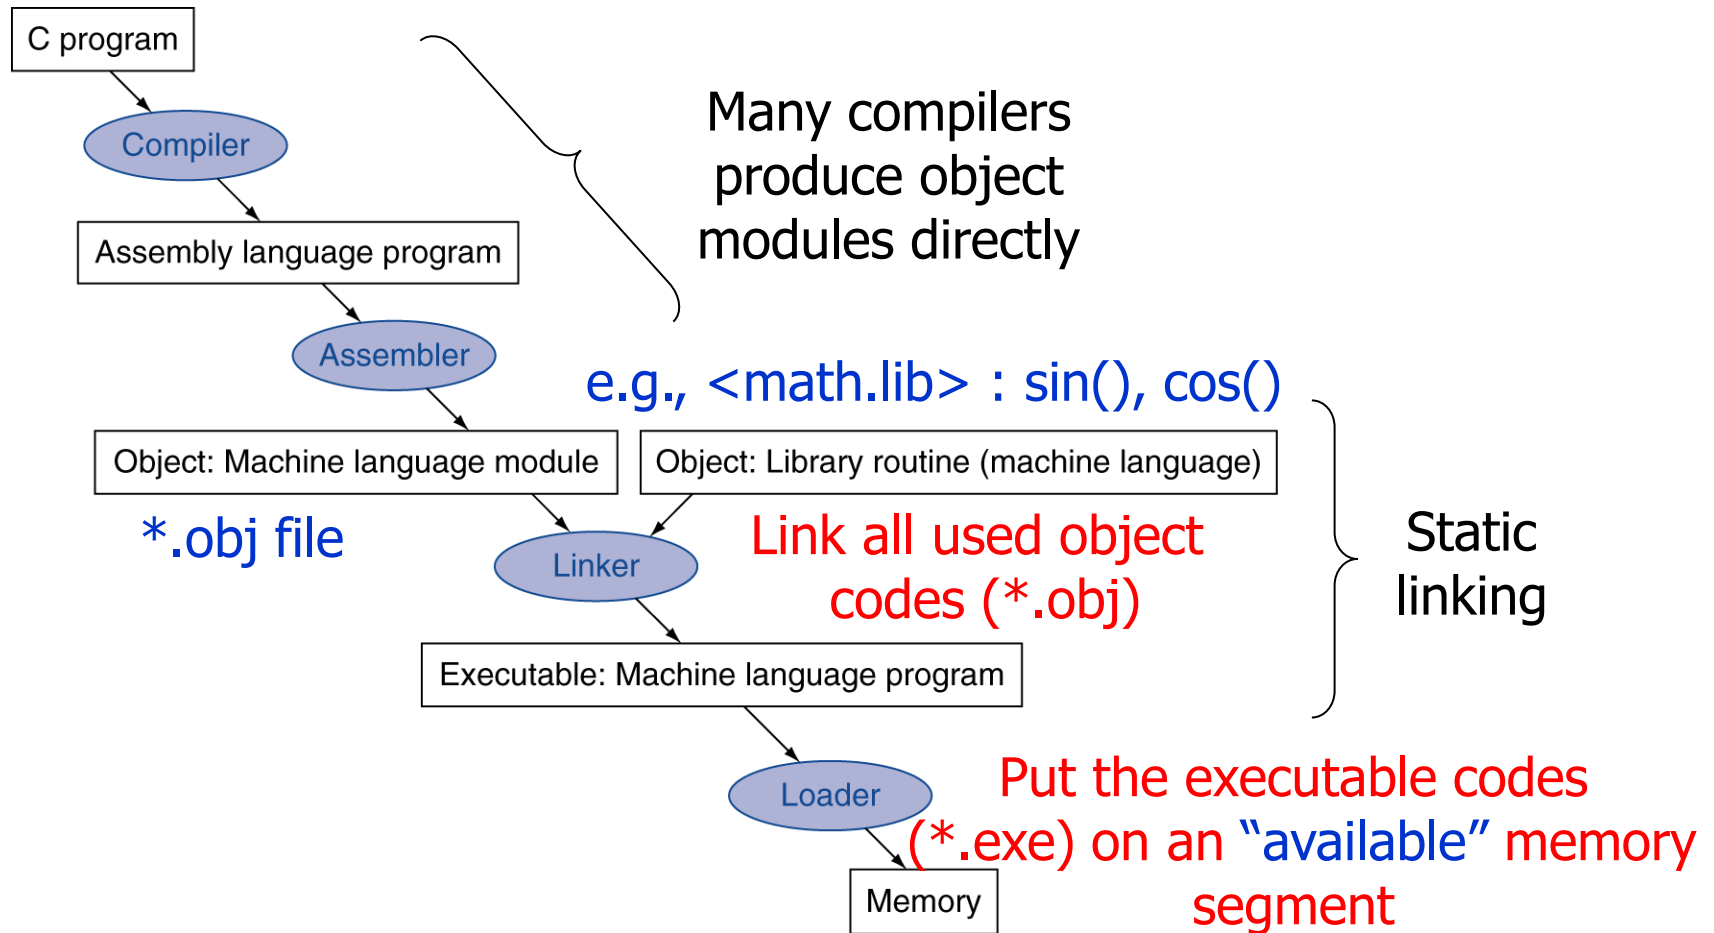 C program
Compiler
Many compilers
produce object
modules directly
Assembly language program
Assembler
e.g., <math.lib> : sin(), cos()
Object: Machine language module
Object: Library routine (machine language)
*.obj file
Linker
Link all used object
codes (*.obj)
Static
linking
Executable: Machine language program
Loader
Put the executable codes
(*.exe) on an “available” memory
segment
Memory